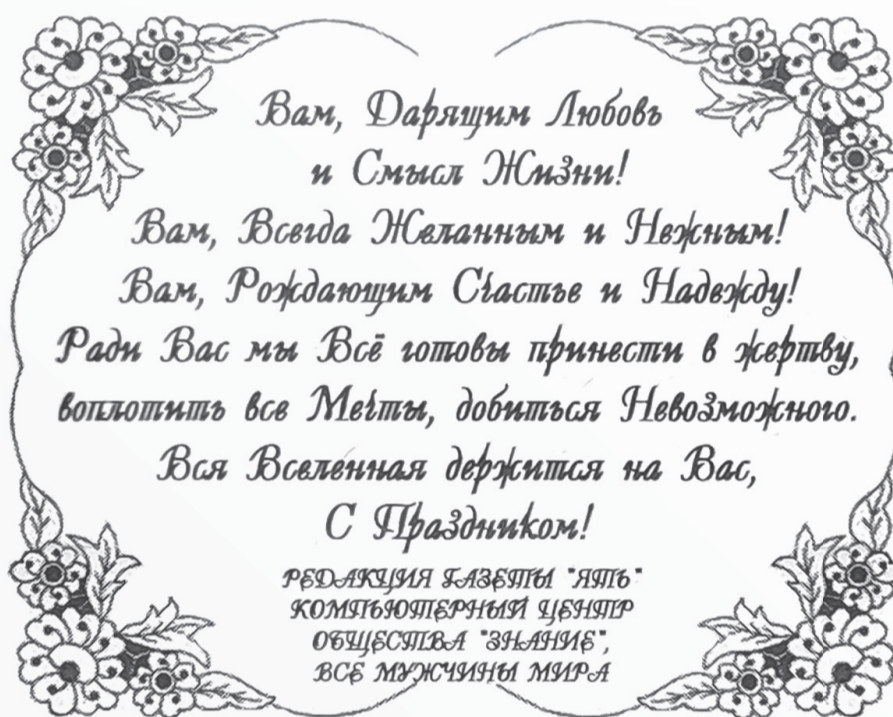 Вам, Дарящим Любовь
и Смысл Жизни!
Вам, Всегда Желанным и Нежным!
Вам, Рождающим Счастье и Надежду!
Ради Вас мы Всё готовы принести в жертву,
воплотить все Мечты, добиться Невозможного.
Вся Вселенная держится на Вас,
С Праздником!
РЕДАКЦИЯ ГАЗЕТЫ "ЯТЬ"
КОМПЬЮТЕРНЫЙ ЦЕНТР
ОБЩЕСТВА "ЗНАНИЕ",
ВСЕ МУЖЧИНЫ МИРА